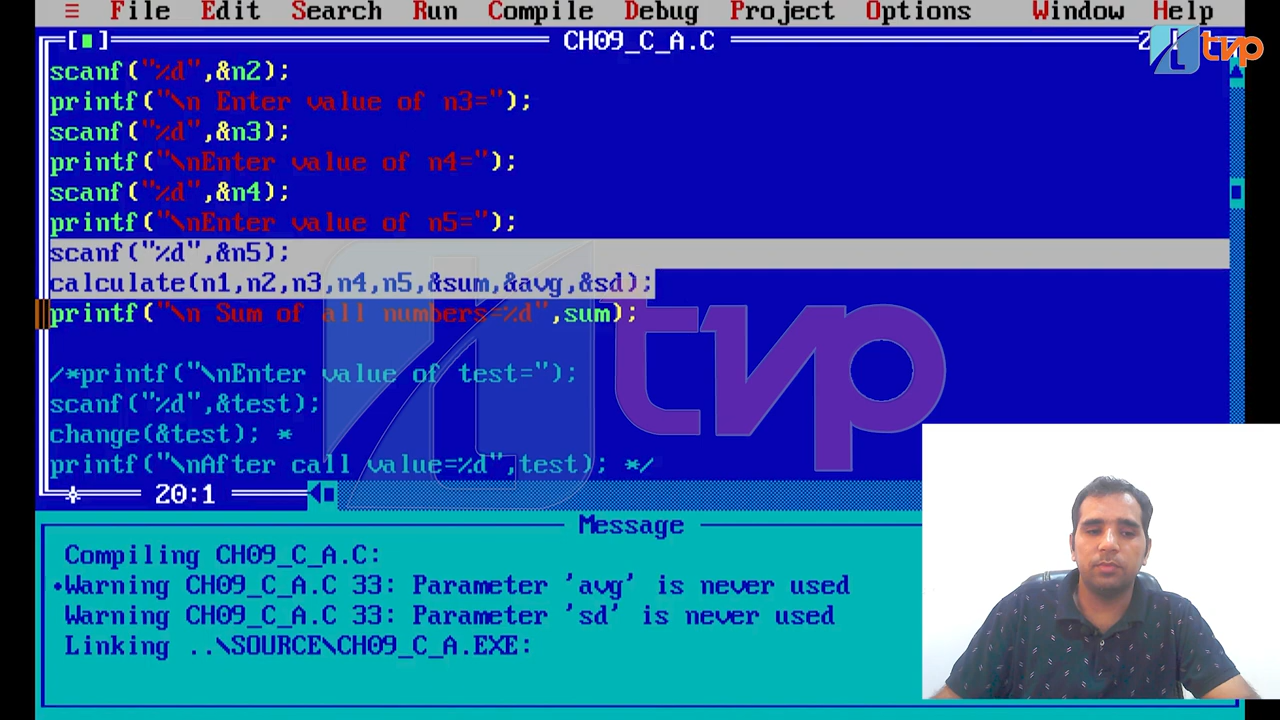 ≡ File Edit Search Run Compile Debug Project Options Window Help
[■] CH09_C_A.C
tvp
scanf("%d",&n2);
printf("\n Enter value of n3=");
scanf("%d",&n3);
printf("\nEnter value of n4=");
scanf("%d",&n4);
printf("\nEnter value of n5=");
scanf("%d",&n5);
calculate(n1,n2,n3,n4,n5,&sum,&avg,&sd);
printf("\n Sum of all numbers=%d",sum);
tvp
/*printf("\nEnter value of test=");
scanf("%d",&test);
change(&test); *
printf("\nAfter call value=%d",test); */
20:1
Message
Compiling CH09_C_A.C:
•Warning CH09_C_A.C 33: Parameter 'avg' is never used
Warning CH09_C_A.C 33: Parameter 'sd' is never used
Linking ..\SOURCE\CH09_C_A.EXE: